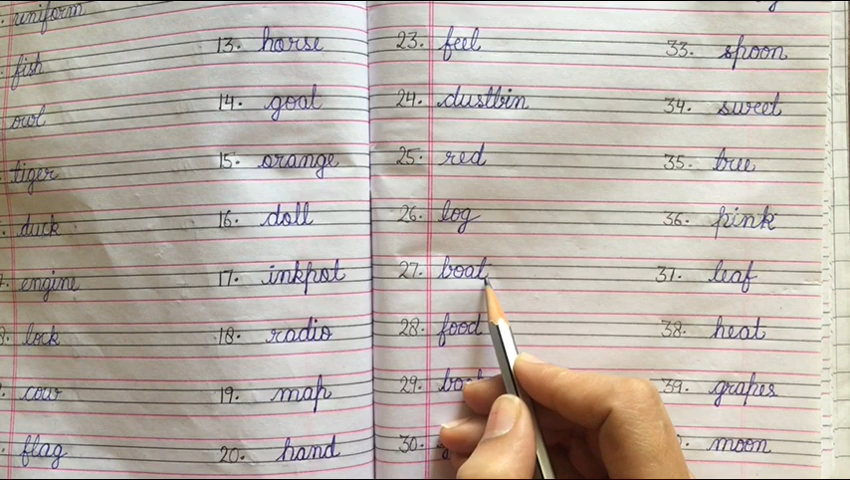 uniform
fish
owl
tiger
duck
engine
lock
cow
flag
13. horse
14. goat
15. orange
16. doll
17. inkpot
18. radio
19. map
20. hand
23. feel
24. dustbin
25. red
26. log
27. boat
28. food
29.
30.
33. spoon
34. sweet
35. tree
36. pink
37. leaf
38. heat
39. grapes
moon